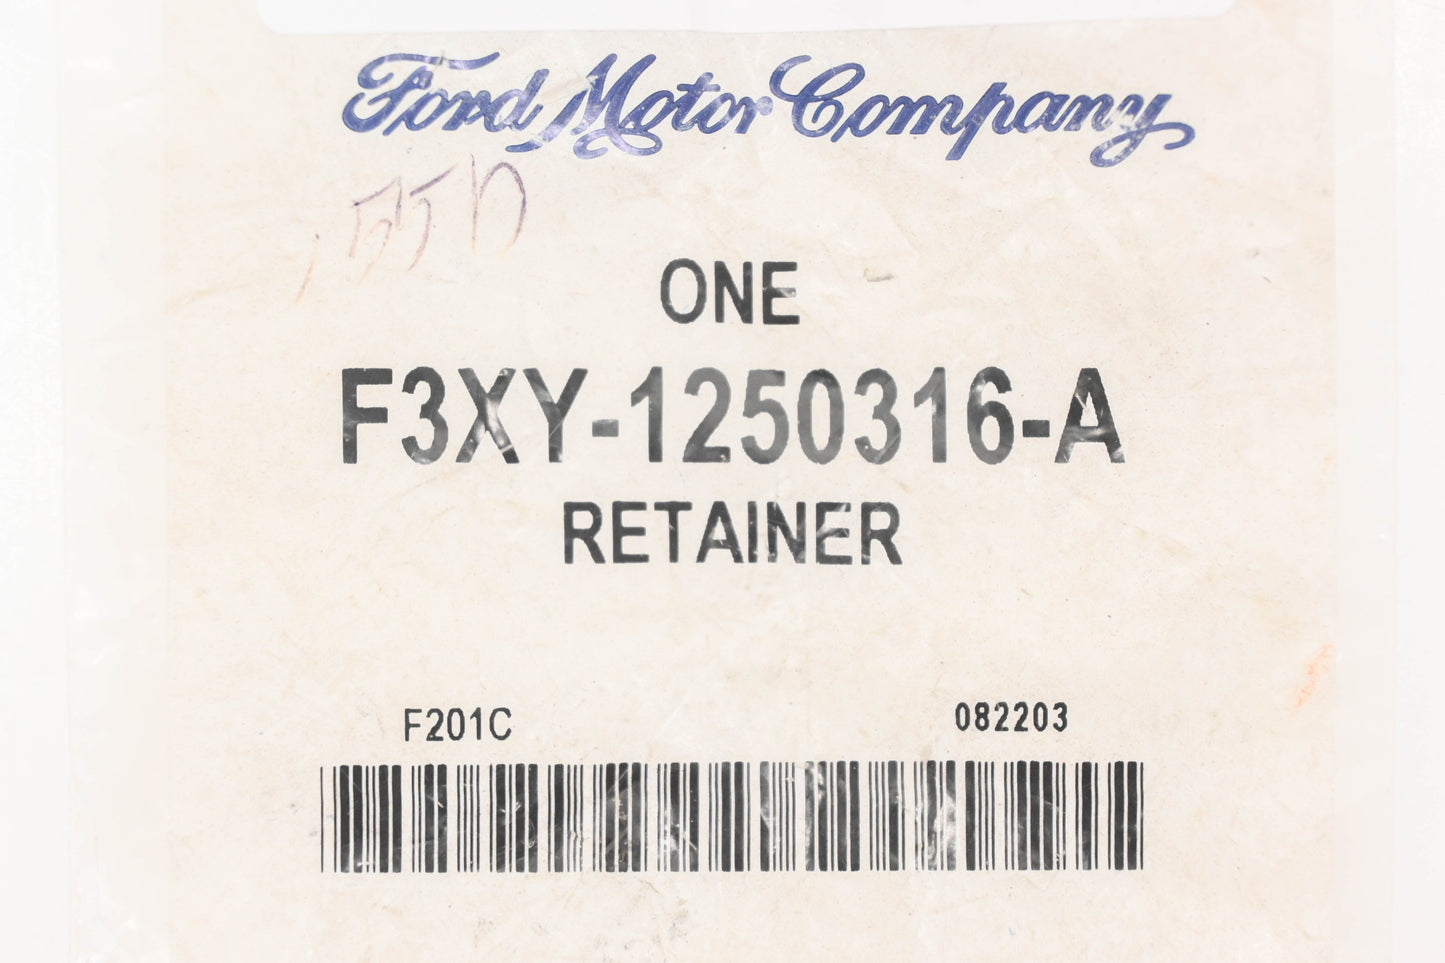 Ford Motor Company
ONE
F3XY-1250316-A
RETAINER
F201C 082203